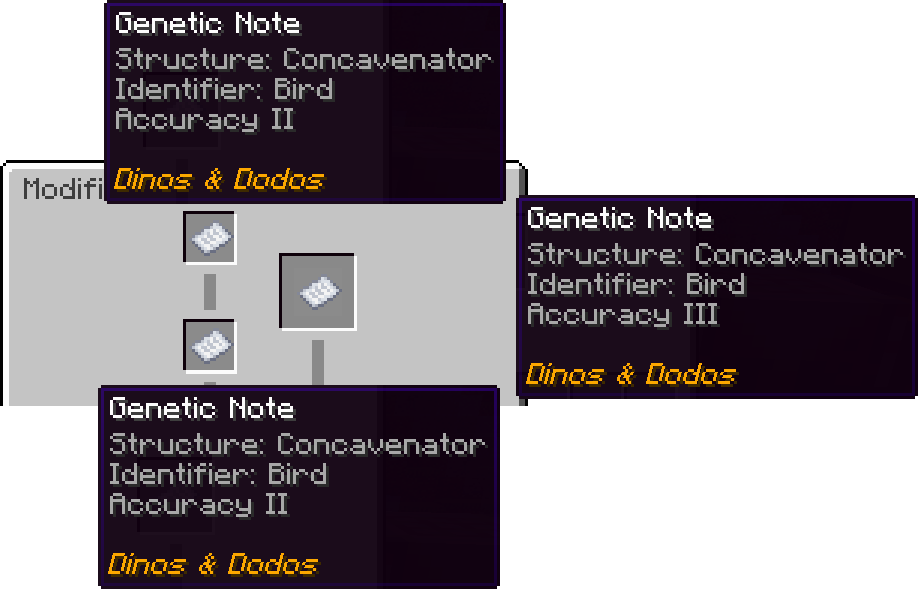 Genetic Note
Structure: Concavenator
Identifier: Bird
Accuracy II
Dinos & Dodos
Modifi
Genetic Note
Structure: Concavenator
Identifier: Bird
Accuracy III
Dinos & Dodos
Genetic Note
Structure: Concavenator
Identifier: Bird
Accuracy II
Dinos & Dodos